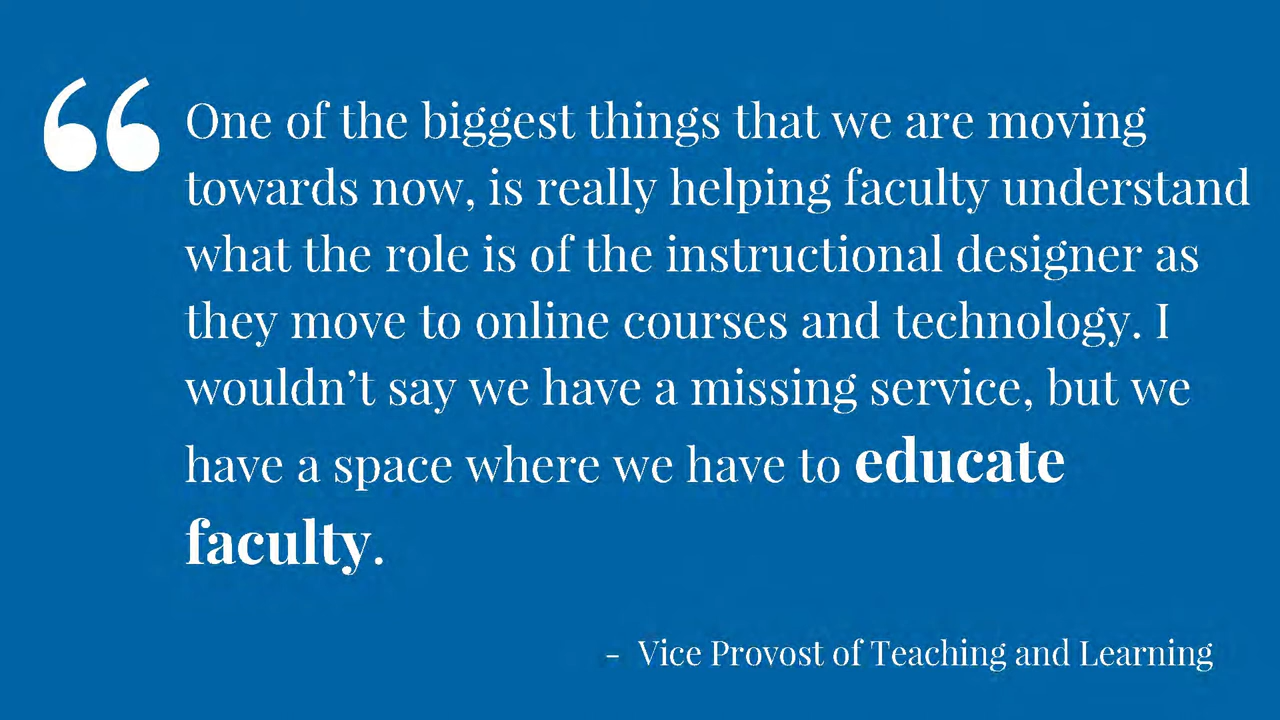 “One of the biggest things that we are moving
towards now, is really helping faculty understand
what the role is of the instructional designer as
they move to online courses and technology. I
wouldn’t say we have a missing service, but we
have a space where we have to educate
faculty.
- Vice Provost of Teaching and Learning